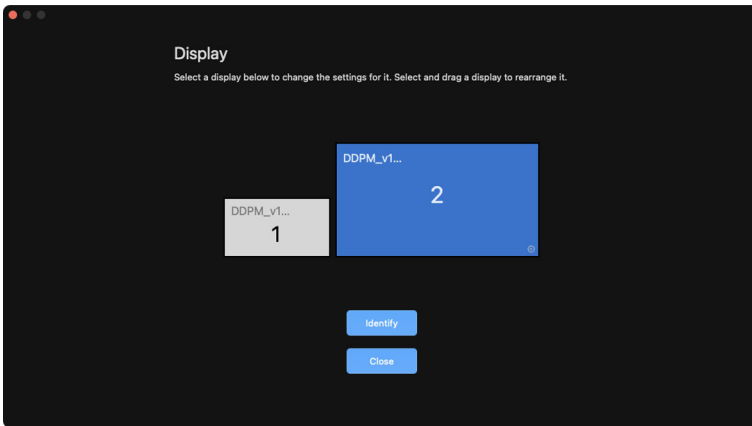 Display
Select a display below to change the settings for it. Select and drag a display to rearrange it.
DDPM_v1...
2
DDPM_v1...
1
Identify
Close